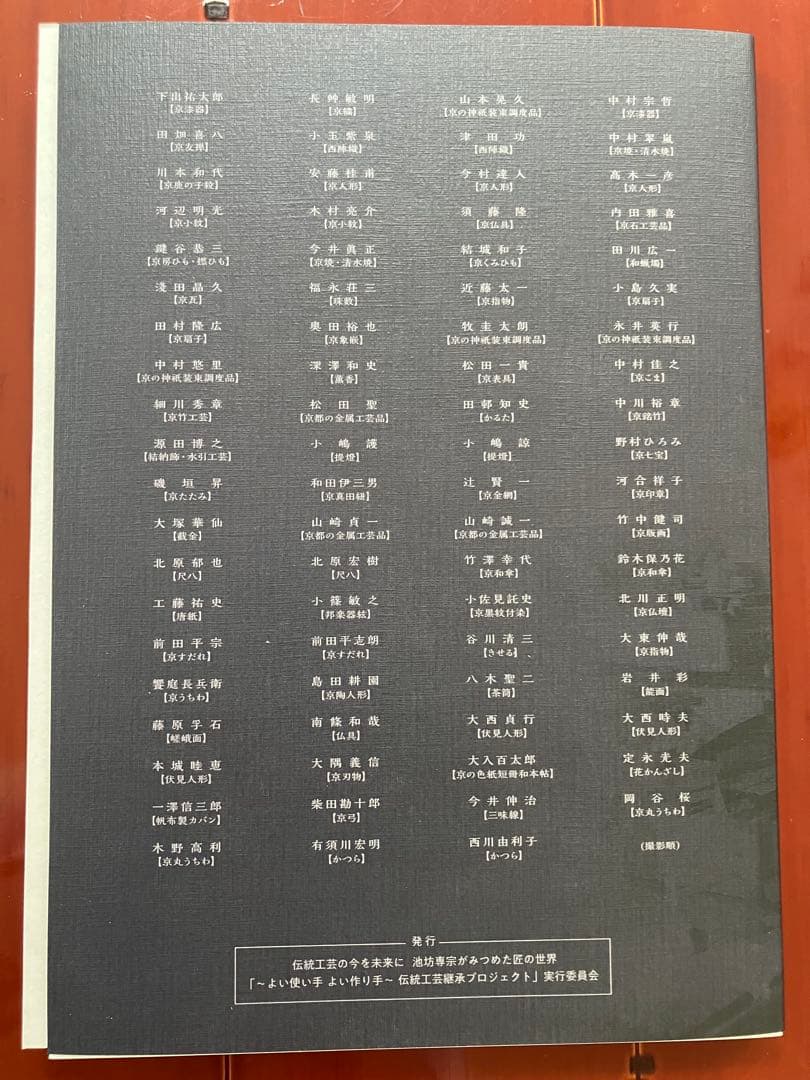 下出祐太郎 長艸敏明 山本晃久 中村宗哲
【京漆器】 【京繍】 【京の神祇装束調度品】 【京漆器】
田畑喜八 小玉紫泉 津田功 中村翠嵐
【京友禅】 【西陣織】 【西陣織】 【京焼・清水焼】
川本和代 安藤桂甫 今村達人 髙木一彦
【京鹿の子絞】 【京人形】 【京人形】 【京人形】
河辺明光 木村亮介 須藤隆 内田雅喜
【京小紋】 【京小紋】 【京仏具】 【京石工芸品】
鍵谷恭三 今井眞正 結城和子 田川広一
【京房ひも・撚ひも】 【京焼・清水焼】 【京くみひも】 【和蝋燭】
淺田晶久 福永荘三 近藤太一 小島久実
【京瓦】 【珠数】 【京指物】 【京扇子】
田村隆広 奥田裕也 牧圭太朗 永井英行
【京扇子】 【京象嵌】 【京の神祇装束調度品】 【京の神祇装束調度品】
中村悠里 深澤和史 松田一貴 中村佳之
【京の神祇装束調度品】 【薫香】 【京表具】 【京こま】
細川秀章 松田聖 田邨知史 中川裕章
【京竹工芸】 【京都の金属工芸品】 【かるた】 【京銘竹】
源田博之 小嶋護 小嶋諒 野村ひろみ
【結納飾・水引工芸】 【提燈】 【提燈】 【京七宝】
磯垣昇 和田伊三男 辻賢一 河合祥子
【京たたみ】 【京真田紐】 【京金網】 【京印章】
大塚華仙 山崎貞一 山崎誠一 竹中健司
【截金】 【京都の金属工芸品】 【京都の金属工芸品】 【京版画】
北原郁也 北原宏樹 竹澤幸代 鈴木保乃花
【尺八】 【尺八】 【京和傘】 【京和傘】
工藤祐史 小篠敏之 小佐見託史 北川正明
【唐紙】 【邦楽器絃】 【京黒紋付染】 【京仏壇】
前田平宗 前田平志朗 谷川清三 大東伸哉
【京すだれ】 【京すだれ】 【きせる】 【京指物】
饗庭長兵衛 島田耕園 八木聖二 岩井彩
【京うちわ】 【京陶人形】 【茶筒】 【能面】
藤原孚石 南條和哉 大西貞行 大西時夫
【嵯峨面】 【仏具】 【伏見人形】 【伏見人形】
本城睦恵 大隅義信 大入百太郎 定永光夫
【伏見人形】 【京刃物】 【京の色紙短冊和本帖】 【花かんざし】
一澤信三郎 柴田勘十郎 今井伸治 岡谷桜
【帆布製カバン】 【京弓】 【三味線】 【京丸うちわ】
木野高利 有須川宏明 西川由利子 (撮影順)
【京丸うちわ】 【かつら】 【かつら】
発行
伝統工芸の今を未来に 池坊専宗がみつめた匠の世界
「～よい使い手 よい作り手～ 伝統工芸継承プロジェクト」実行委員会